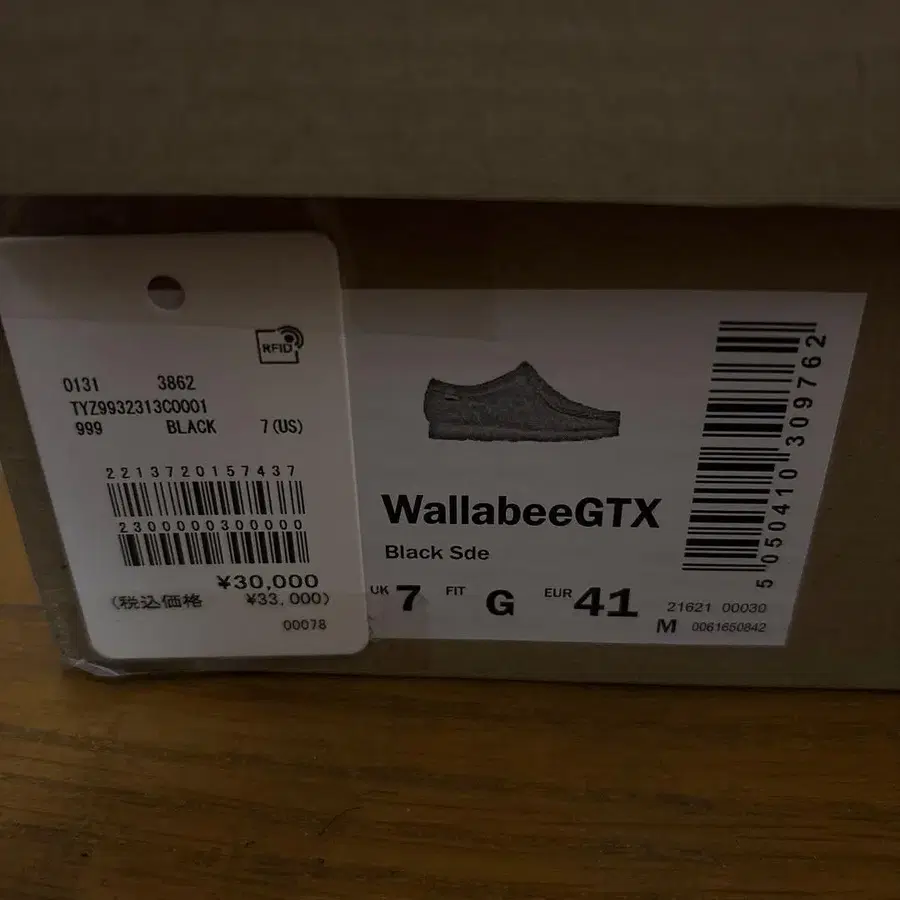 RFID
0131 3862
TYZ9932313C0001
999 BLACK 7(US)
2213720157437
2300000300000
¥30,000
(税込価格 ¥33,000)
00078
WallabeeGTX
Black Sde
UK 7 FIT G EUR 41
21621 00030
M 0061650842
5 050410 309762